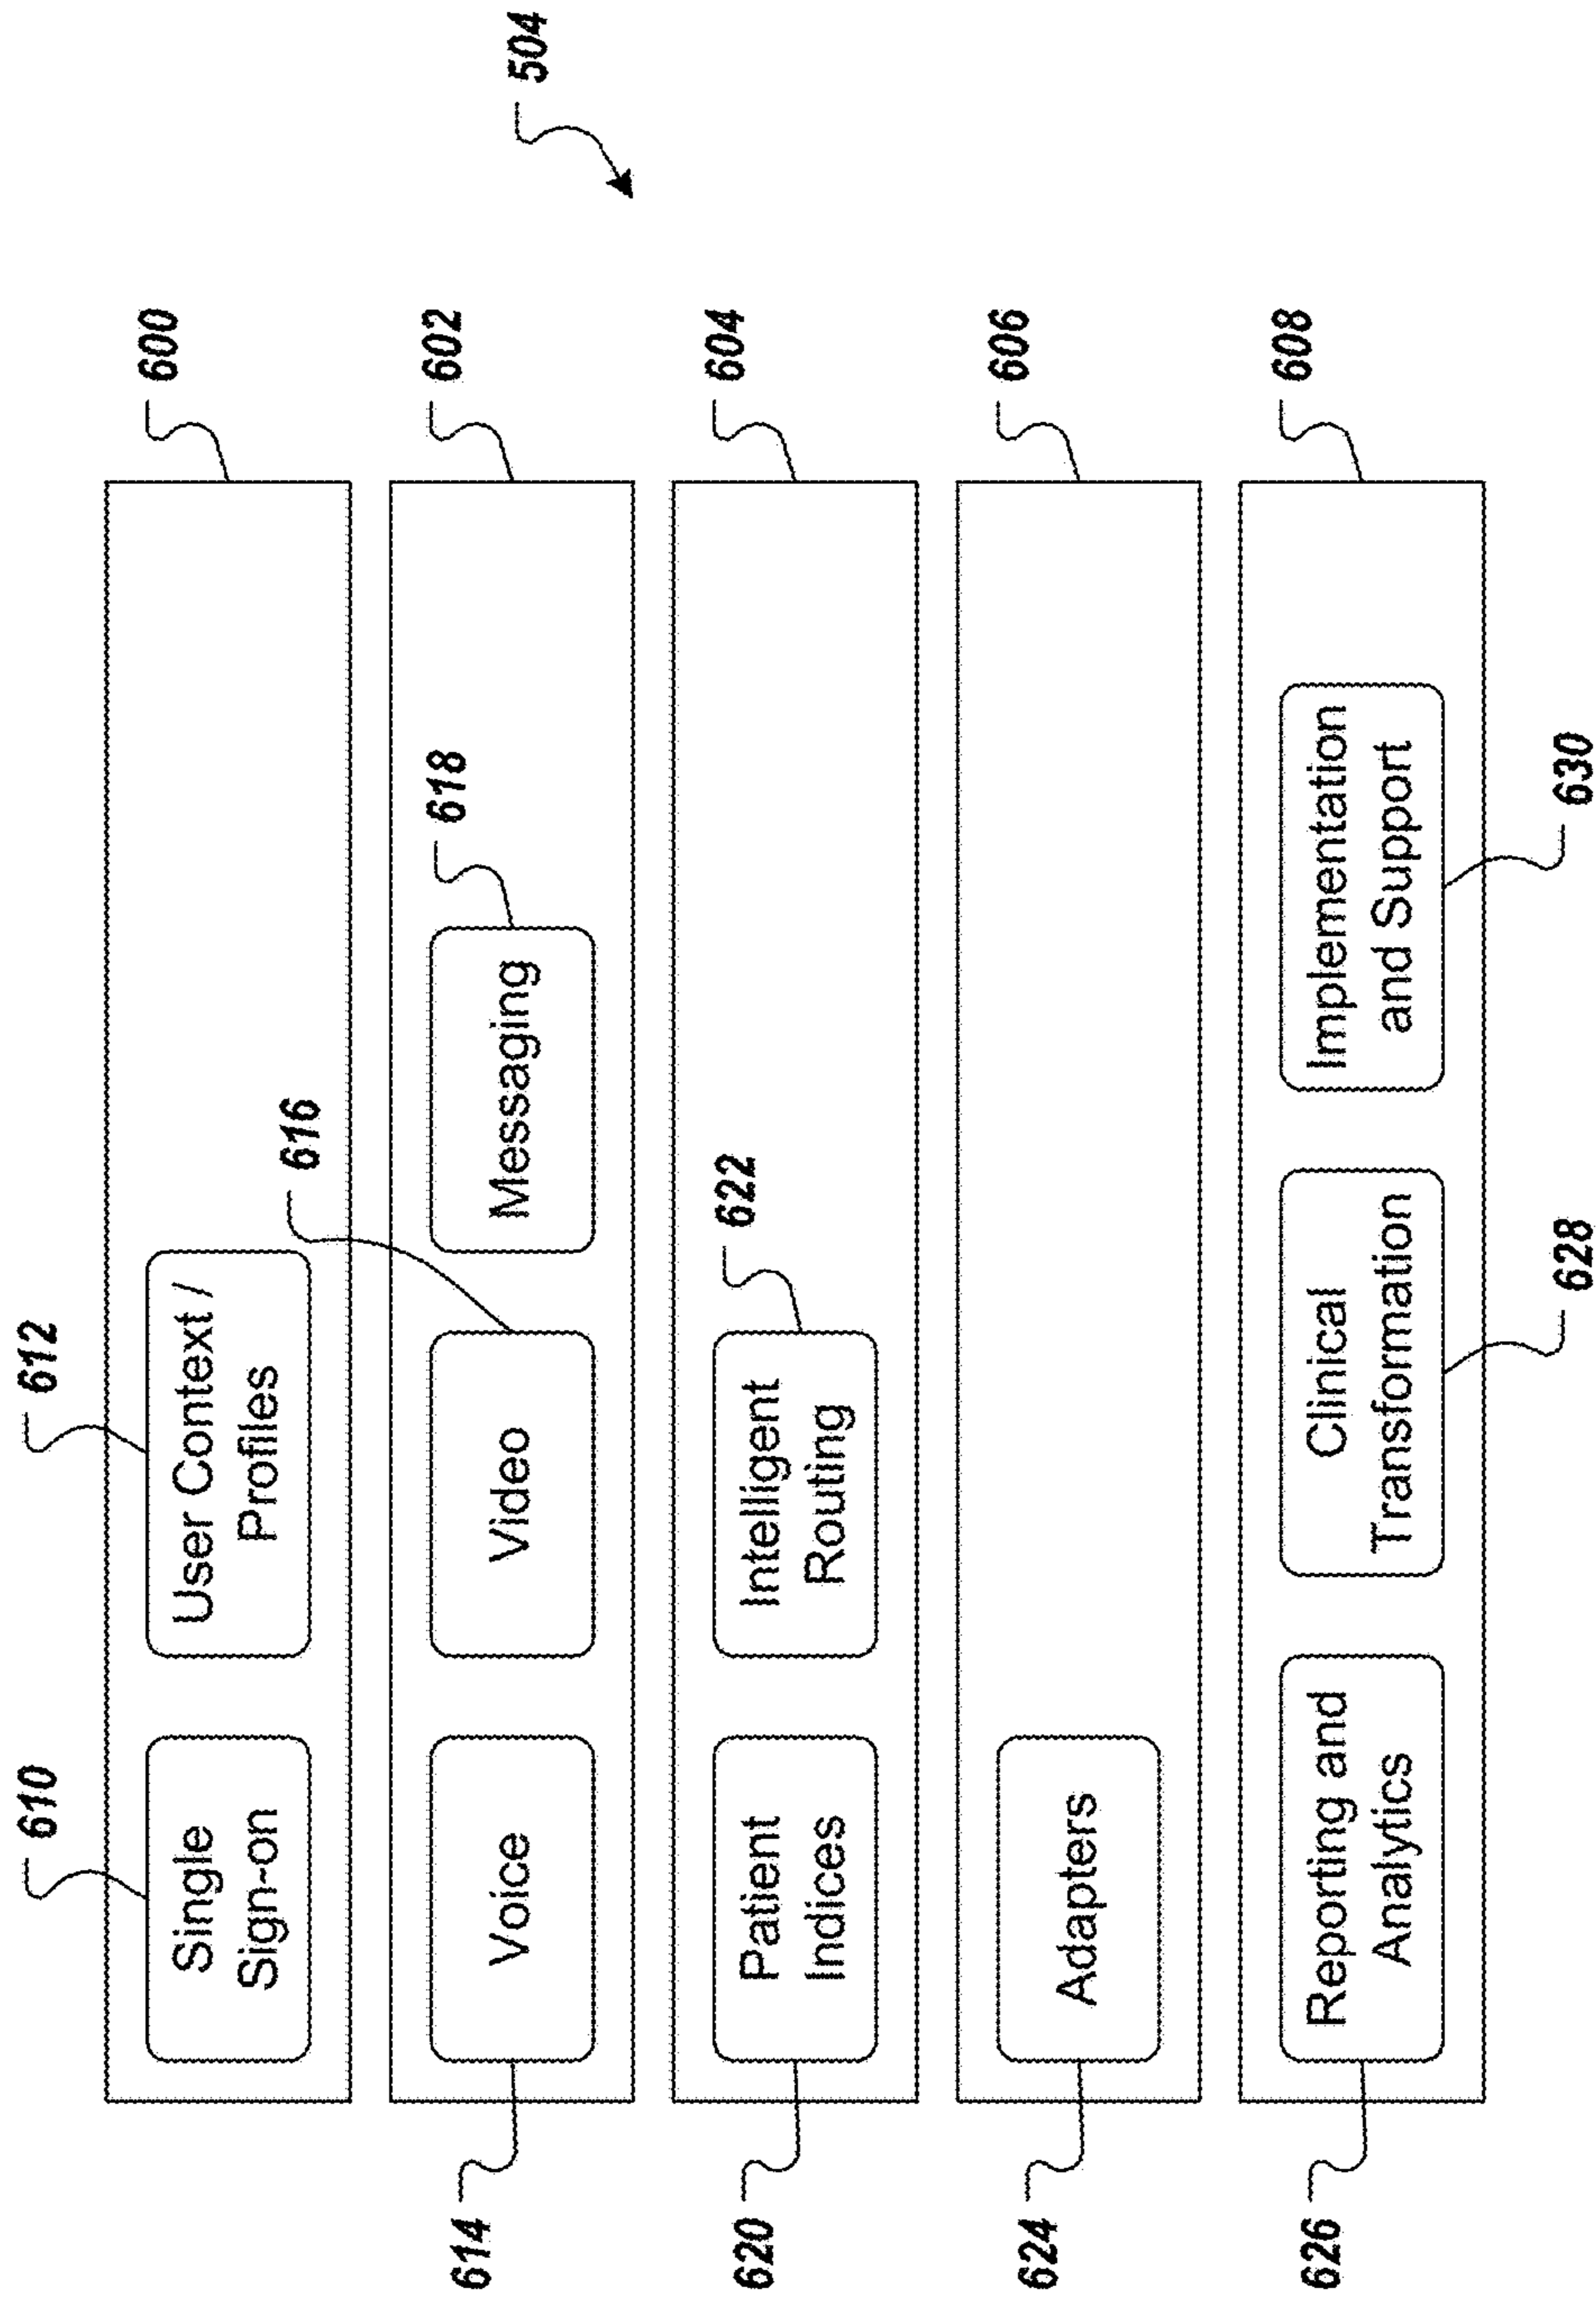 610
612
600
Single
Sign-on
User Context /
Profiles
616
618
602
504
614
Voice
Video
Messaging
622
604
620
Patient
Indices
Intelligent
Routing
606
624
Adapters
608
626
Reporting and
Analytics
Clinical
Transformation
Implementation
and Support
628
630